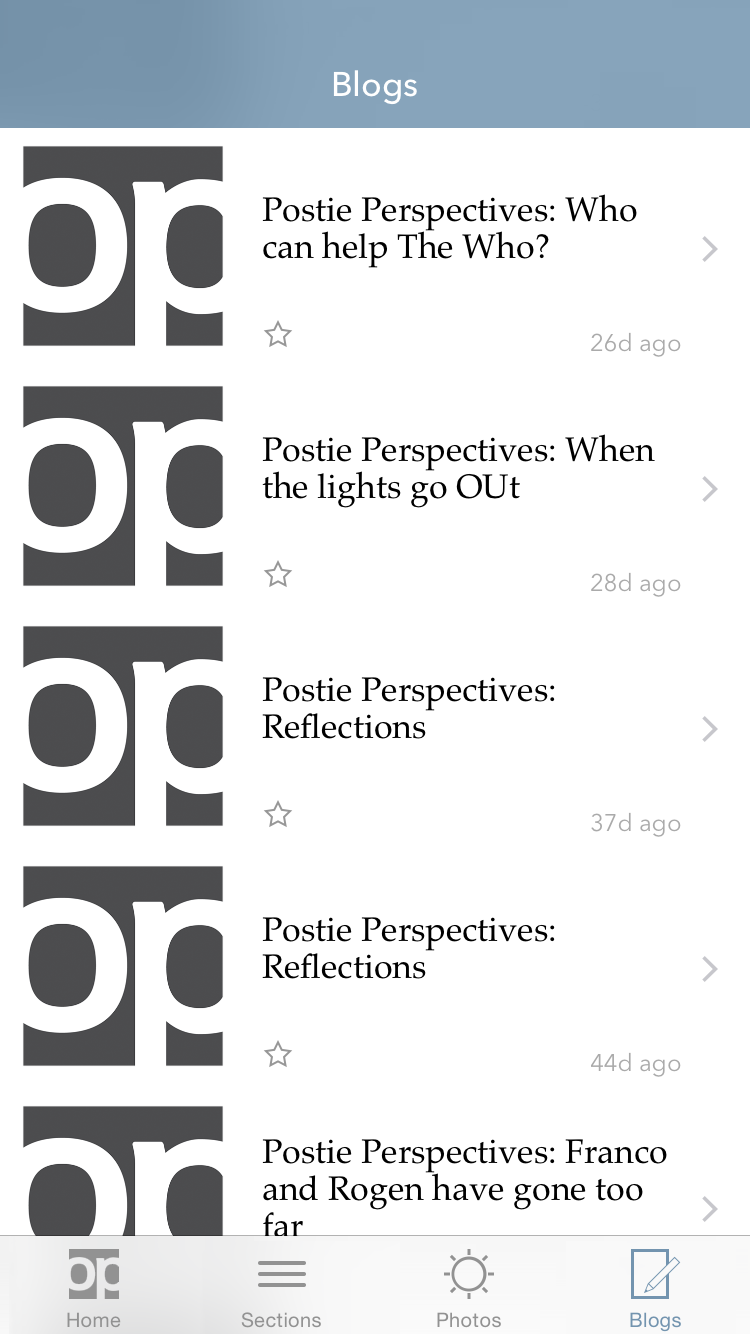 Blogs
op
Postie Perspectives: Who
can help The Who?
26d ago
op
Postie Perspectives: When
the lights go OUt
28d ago
op
Postie Perspectives:
Reflections
37d ago
op
Postie Perspectives:
Reflections
44d ago
op
Postie Perspectives: Franco
and Rogen have gone too
far
op
Home
Sections
Photos
Blogs